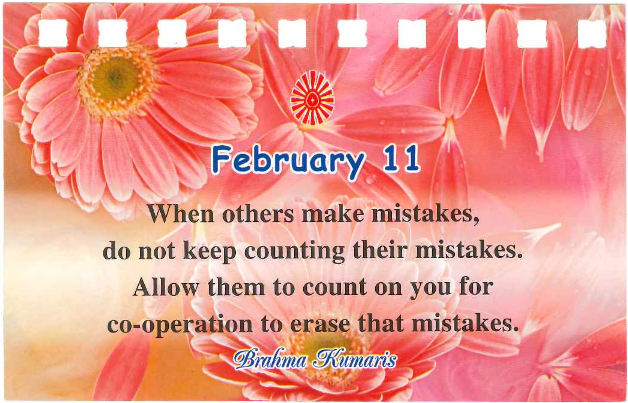 February 11
When others make mistakes,
do not keep counting their mistakes.
Allow them to count on you for
co-operation to erase that mistakes.
Brahma Kumaris